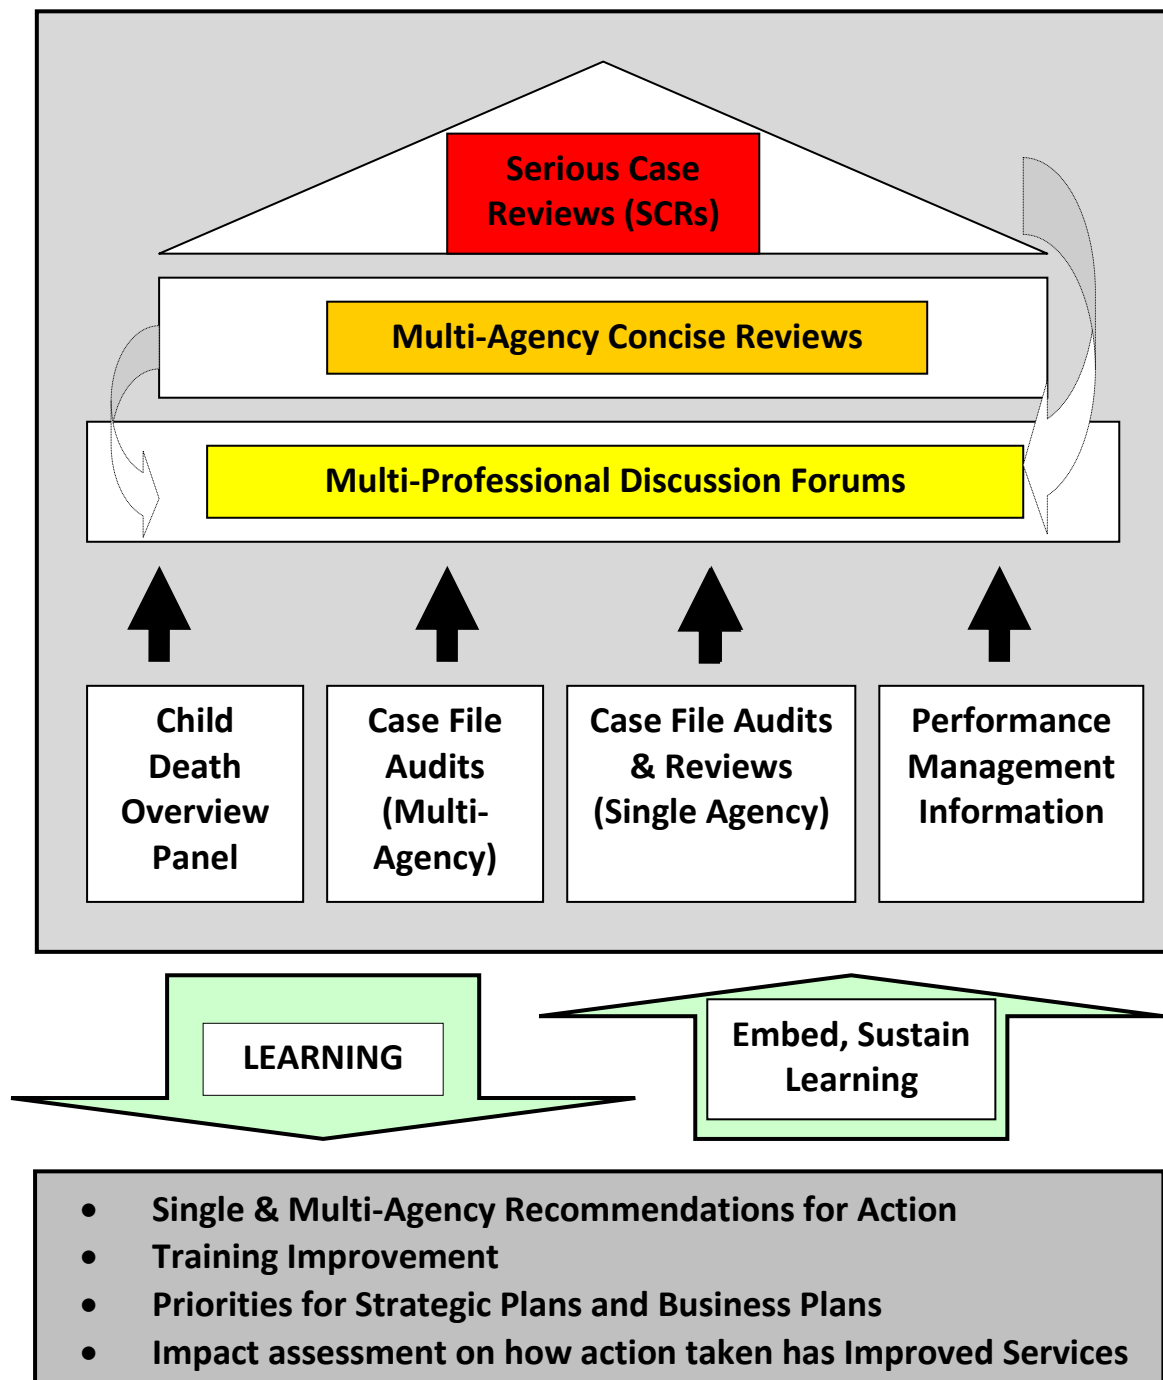 Serious Case
Reviews (SCRs)
Multi-Agency Concise Reviews
Multi-Professional Discussion Forums
Child
Death
Overview
Panel
Case File
Audits
(Multi-
Agency)
Case File Audits
& Reviews
(Single Agency)
Performance
Management
Information
LEARNING
Embed, Sustain
Learning
• Single & Multi-Agency Recommendations for Action
• Training Improvement
• Priorities for Strategic Plans and Business Plans
• Impact assessment on how action taken has Improved Services